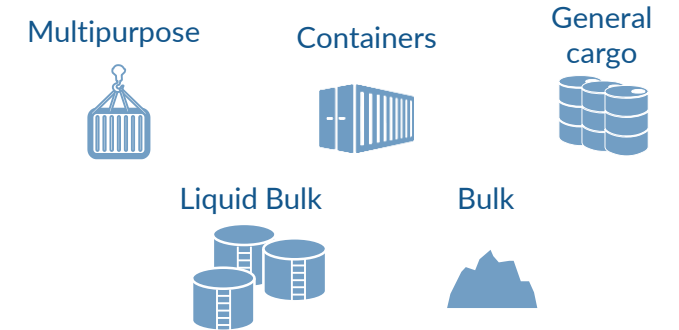 Multipurpose
Containers
General
cargo
Liquid Bulk
Bulk